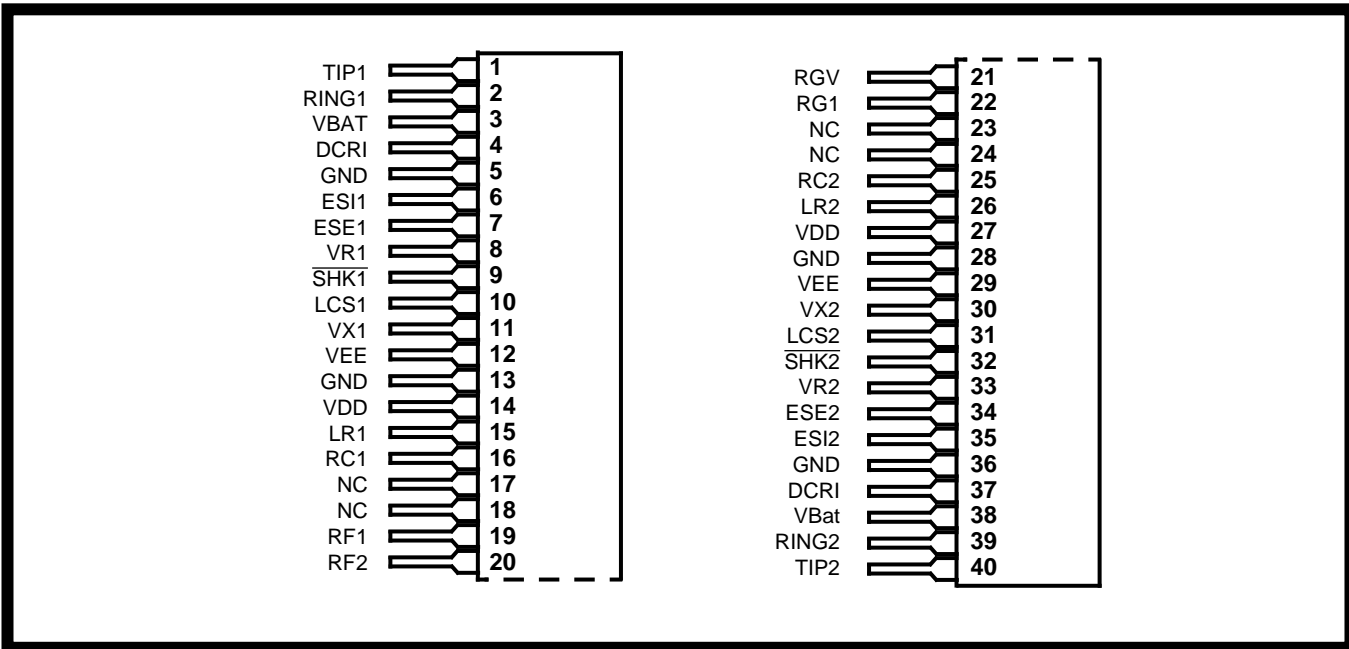 TIP1 1
RING1 2
VBAT 3
DCRI 4
GND 5
ESI1 6
ESE1 7
VR1 8
S̅H̅K̅1̅ 9
LCS1 10
VX1 11
VEE 12
GND 13
VDD 14
LR1 15
RC1 16
NC 17
NC 18
RF1 19
RF2 20
RGV 21
RG1 22
NC 23
NC 24
RC2 25
LR2 26
VDD 27
GND 28
VEE 29
VX2 30
LCS2 31
S̅H̅K̅2̅ 32
VR2 33
ESE2 34
ESI2 35
GND 36
DCRI 37
VBat 38
RING2 39
TIP2 40